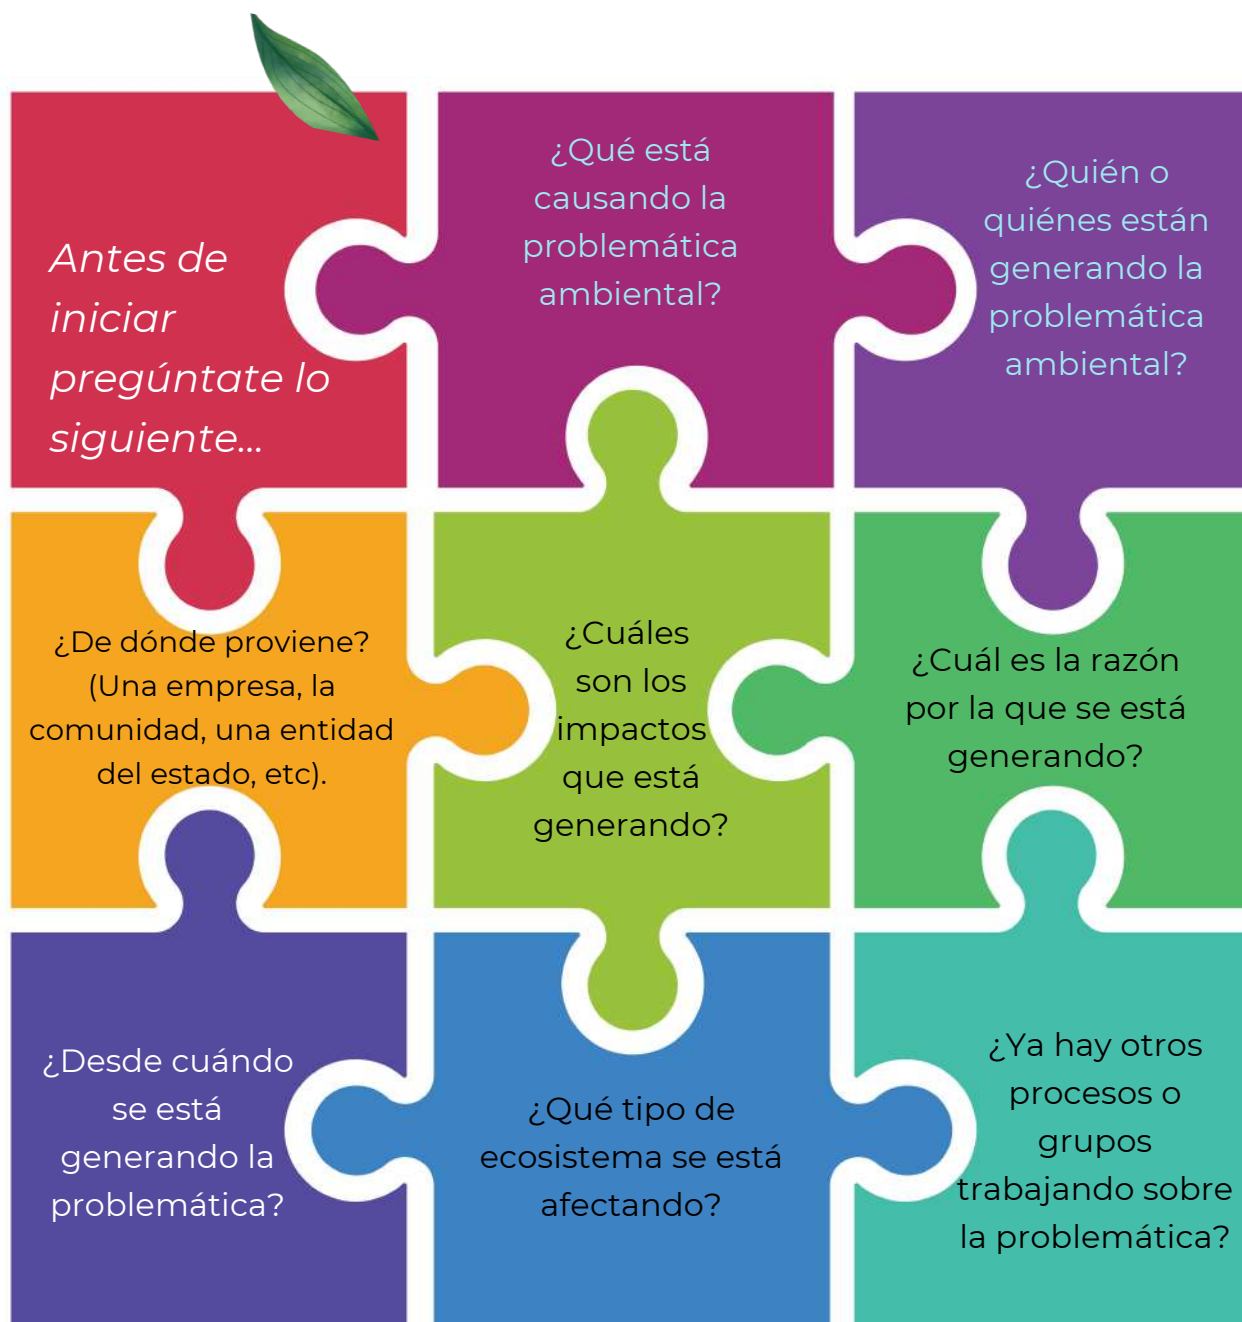 Antes de
iniciar
pregúntate lo
siguiente...
¿Qué está
causando la
problemática
ambiental?
¿Quién o
quiénes están
generando la
problemática
ambiental?
¿De dónde proviene?
(Una empresa, la
comunidad, una entidad
del estado, etc).
¿Cuáles
son los
impactos
que está
generando?
¿Cuál es la razón
por la que se está
generando?
¿Desde cuándo
se está
generando la
problemática?
¿Qué tipo de
ecosistema se está
afectando?
¿Ya hay otros
procesos o
grupos
trabajando sobre
la problemática?